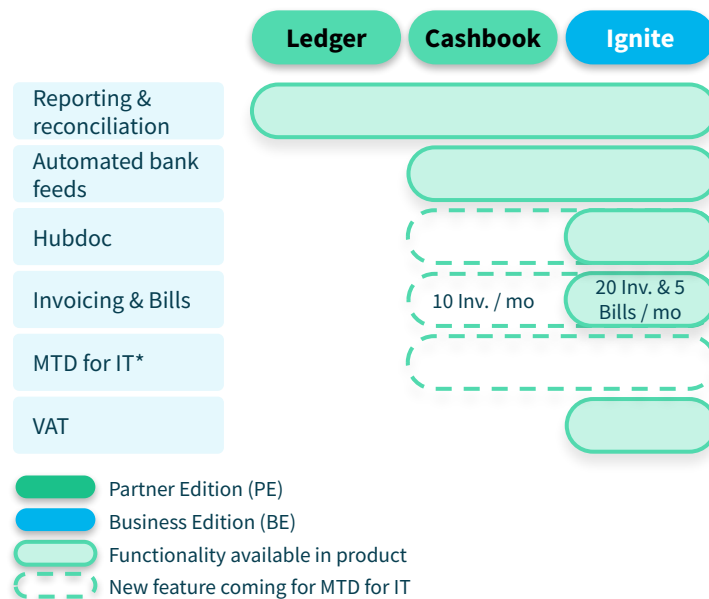 Ledger Cashbook Ignite
Reporting &
reconciliation
Automated bank
feeds
Hubdoc
Invoicing & Bills
10 Inv. / mo
20 Inv. & 5
Bills / mo
MTD for IT*
VAT
Partner Edition (PE)
Business Edition (BE)
Functionality available in product
New feature coming for MTD for IT